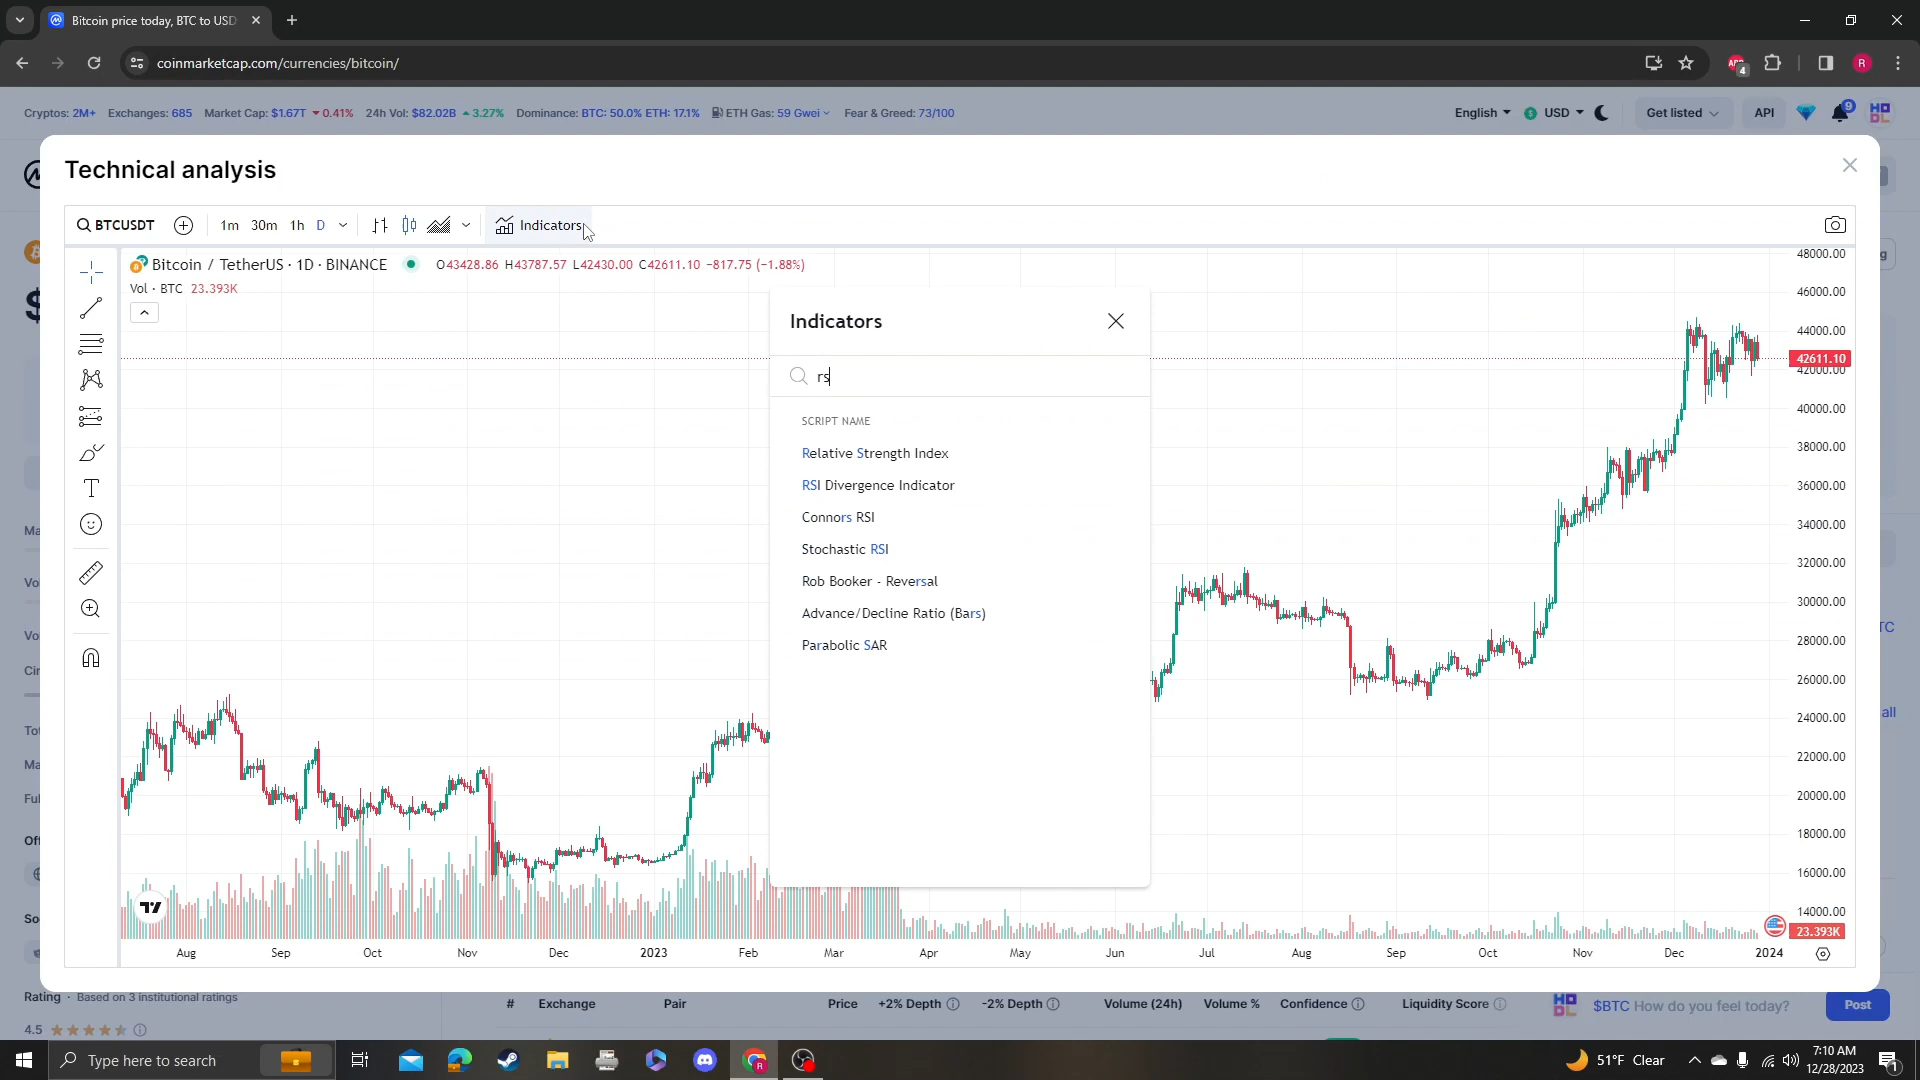 Bitcoin price today, BTC to USD
coinmarketcap.com/currencies/bitcoin/
4
R
Cryptos: 2M+ Exchanges: 685 Market Cap: $1.67T 0.41% 24h Vol: $82.02B 3.27% Dominance: BTC: 50.0% ETH: 17.1% ETH Gas: 59 Gwei Fear & Greed: 73/100
English USD Get listed API 9
Technical analysis
BTCUSDT 1m 30m 1h D Indicators
Bitcoin / TetherUS · 1D · BINANCE O43428.86 H43787.57 L42430.00 C42611.10 −817.75 (−1.88%)
Vol · BTC 23.393K
Indicators
rs
SCRIPT NAME
Relative Strength Index
RSI Divergence Indicator
Connors RSI
Stochastic RSI
Rob Booker - Reversal
Advance/Decline Ratio (Bars)
Parabolic SAR
48000.00
46000.00
44000.00
42611.10
42000.00
40000.00
38000.00
36000.00
34000.00
32000.00
30000.00
28000.00
26000.00
24000.00
22000.00
20000.00
18000.00
16000.00
14000.00
23.393K
Aug Sep Oct Nov Dec 2023 Feb Mar Apr May Jun Jul Aug Sep Oct Nov Dec 2024
all
Rating · Based on 3 institutional ratings
4.5
# Exchange Pair Price +2% Depth -2% Depth Volume (24h) Volume % Confidence Liquidity Score
$BTC How do you feel today? Post
Type here to search
51°F Clear
7:10 AM
12/28/2023
1